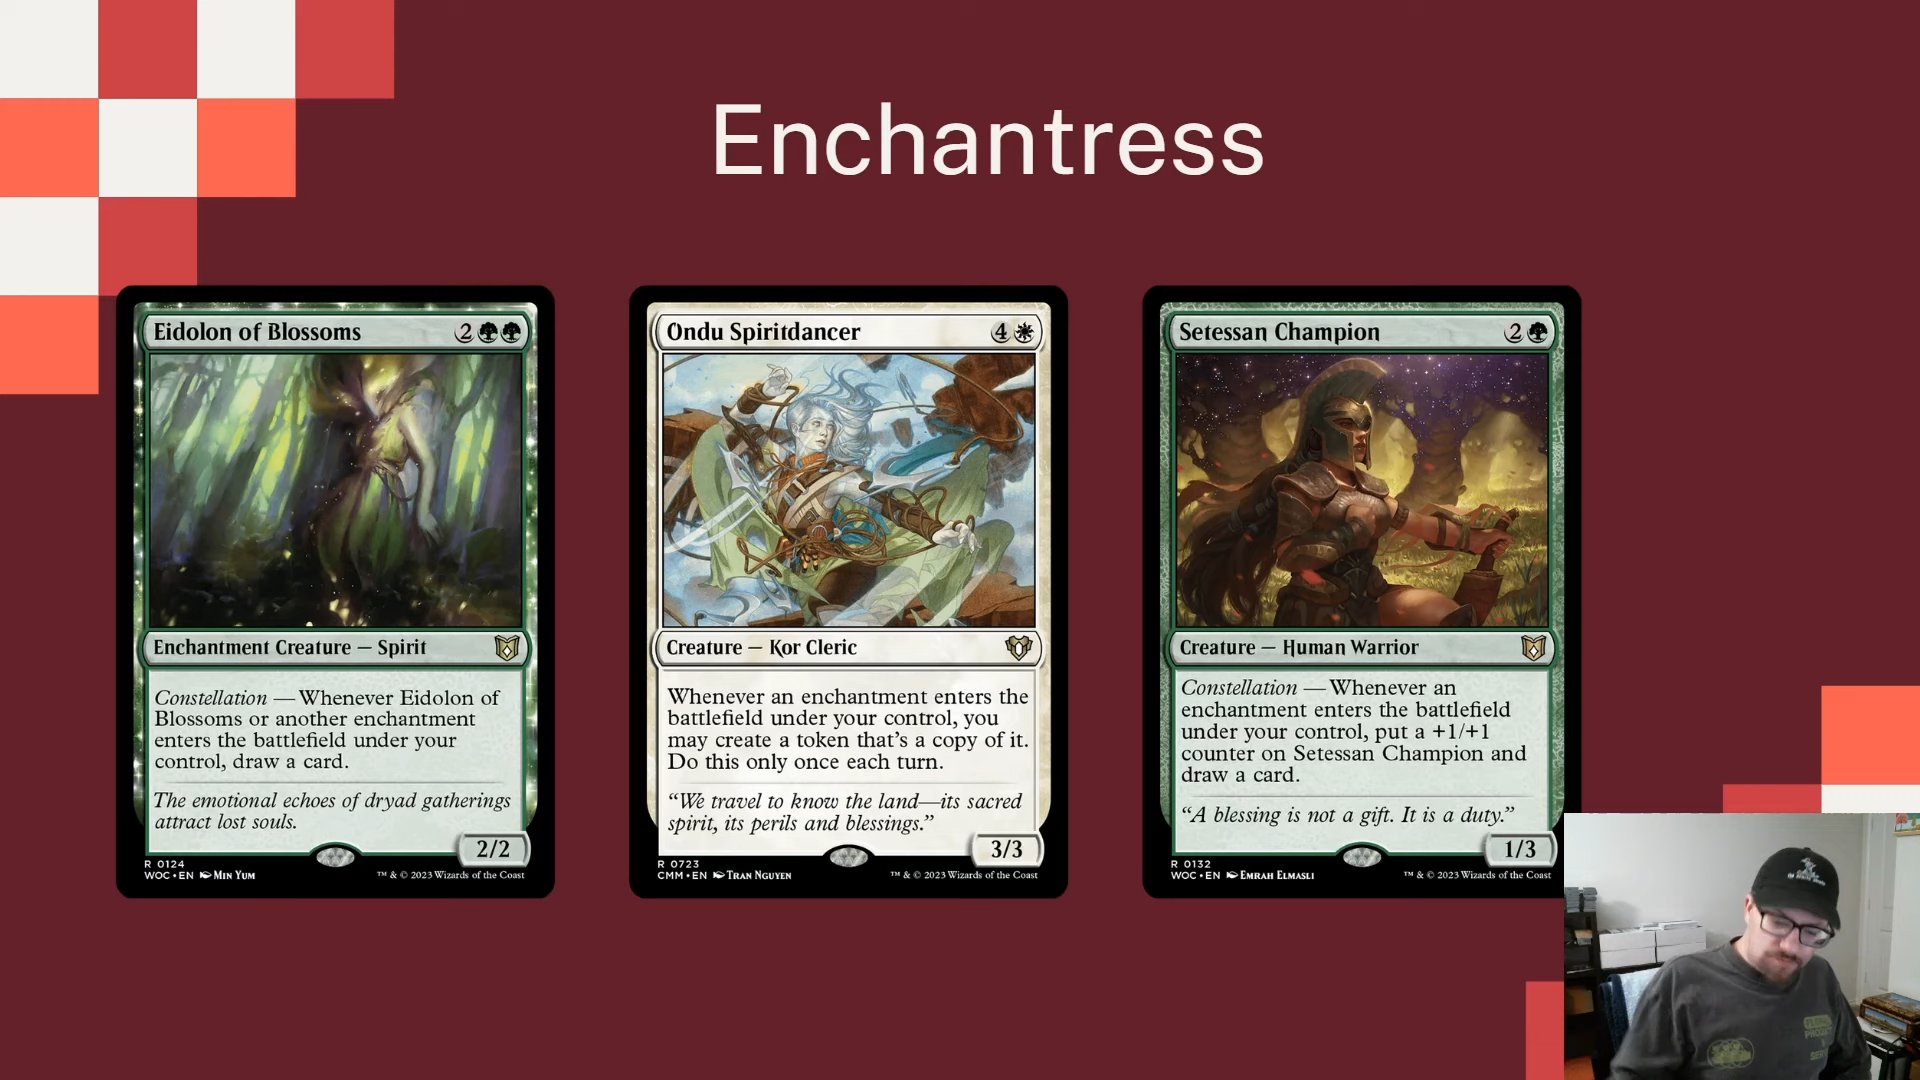 Enchantress
Eidolon of Blossoms 2
Enchantment Creature — Spirit
Constellation — Whenever Eidolon of
Blossoms or another enchantment
enters the battlefield under your
control, draw a card.
The emotional echoes of dryad gatherings
attract lost souls.
2/2
R 0124
WOC • EN Min Yum
™ & © 2023 Wizards of the Coast
Ondu Spiritdancer 4
Creature — Kor Cleric
Whenever an enchantment enters the
battlefield under your control, you
may create a token that's a copy of it.
Do this only once each turn.
“We travel to know the land—its sacred
spirit, its perils and blessings.”
3/3
R 0723
CMM • EN Tran Nguyen
™ & © 2023 Wizards of the Coast
Setessan Champion 2
Creature — Human Warrior
Constellation — Whenever an
enchantment enters the battlefield
under your control, put a +1/+1
counter on Setessan Champion and
draw a card.
“A blessing is not a gift. It is a duty.”
1/3
R 0132
WOC • EN Emrah Elmasli
™ & © 2023 Wizards of the Coast